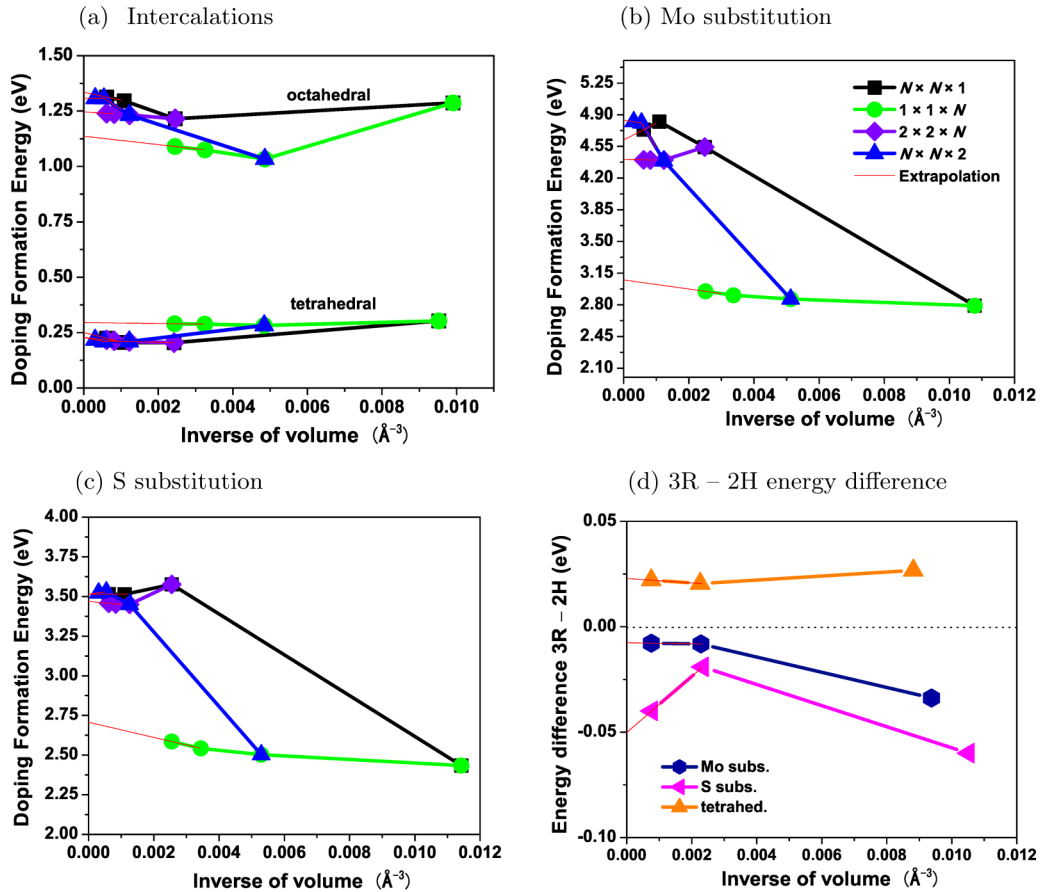 (a) Intercalations
Doping Formation Energy (eV)
1.50
1.25
1.00
0.75
0.50
0.25
0.00
octahedral
tetrahedral
0.000 0.002 0.004 0.006 0.008 0.010
Inverse of volume (Å⁻³)
(b) Mo substitution
Doping Formation Energy (eV)
5.25
4.90
4.55
4.20
3.85
3.50
3.15
2.80
2.45
2.10
N × N × 1
1 × 1 × N
2 × 2 × N
N × N × 2
Extrapolation
0.000 0.002 0.004 0.006 0.008 0.010 0.012
Inverse of volume (Å⁻³)
(c) S substitution
Doping Formation Energy (eV)
4.00
3.75
3.50
3.25
3.00
2.75
2.50
2.25
2.00
0.000 0.002 0.004 0.006 0.008 0.010 0.012
Inverse of volume (Å⁻³)
(d) 3R – 2H energy difference
Energy difference 3R – 2H (eV)
0.05
0.00
-0.05
-0.10
Mo subs.
S subs.
tetrahed.
0.000 0.002 0.004 0.006 0.008 0.010 0.012
Inverse of volume (Å⁻³)